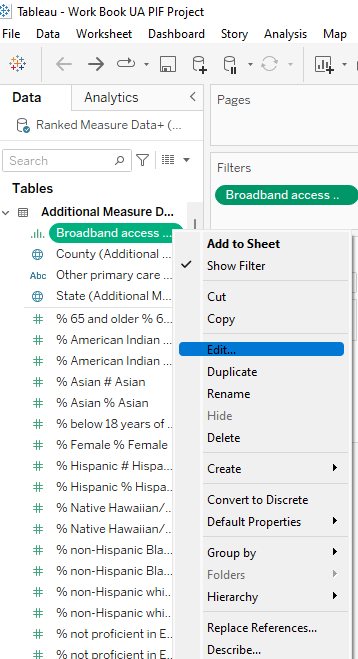 Tableau - Work Book UA PIF Project
File Data Worksheet Dashboard Story Analysis Map
Data Analytics
Pages
Ranked Measure Data+ (...
Search
Filters
Tables
Broadband access ..
Additional Measure D...
Broadband access ...
County (Additional ...
Other primary care ...
State (Additional M...
% 65 and older % 6...
% American Indian ...
% American Indian ...
% Asian # Asian
% Asian % Asian
% below 18 years of ...
% Female % Female
% Hispanic # Hispa...
% Hispanic % Hispa...
% Native Hawaiian/...
% Native Hawaiian/...
% non-Hispanic Bla...
% non-Hispanic Bla...
% non-Hispanic whi...
% non-Hispanic whi...
% not proficient in E...
% not proficient in E...
Add to Sheet
Show Filter
Cut
Copy
Edit...
Duplicate
Rename
Hide
Delete
Create
Convert to Discrete
Default Properties
Group by
Folders
Hierarchy
Replace References...
Describe...
Abc